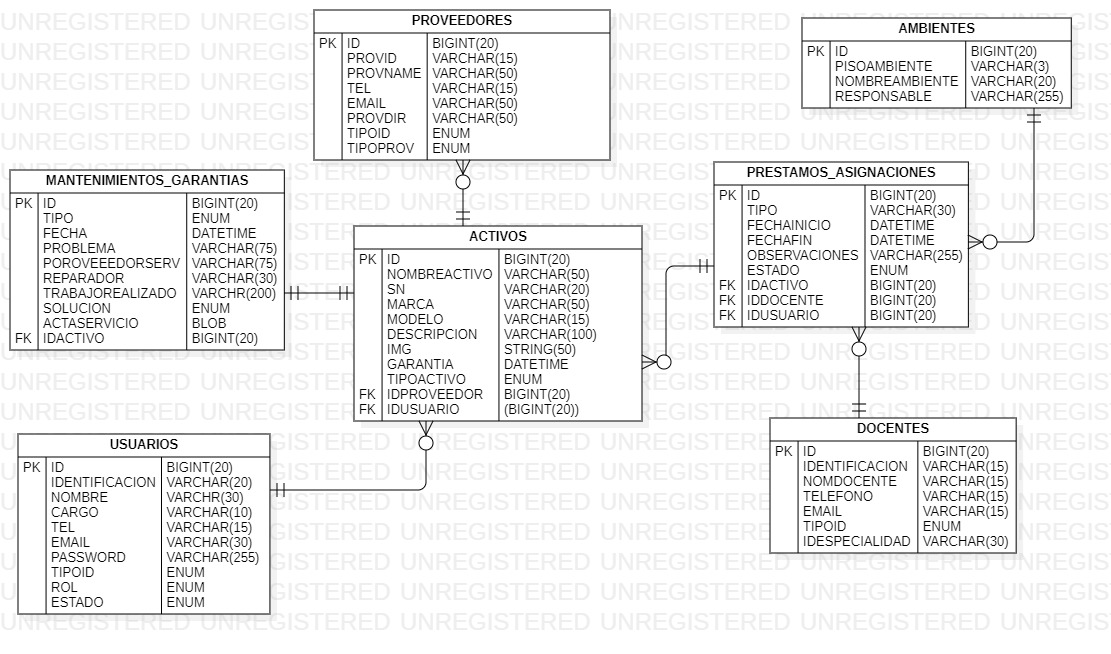 PROVEEDORES
PK ID BIGINT(20)
PROVID VARCHAR(15)
PROVNAME VARCHAR(50)
TEL VARCHAR(15)
EMAIL VARCHAR(50)
PROVDIR VARCHAR(50)
TIPOID ENUM
TIPOPROV ENUM
AMBIENTES
PK ID BIGINT(20)
PISOAMBIENTE VARCHAR(3)
NOMBREAMBIENTE VARCHAR(20)
RESPONSABLE VARCHAR(255)
MANTENIMIENTOS_GARANTIAS
PK ID BIGINT(20)
TIPO ENUM
FECHA DATETIME
PROBLEMA VARCHAR(75)
POROVEEEDORSERV VARCHAR(75)
REPARADOR VARCHAR(30)
TRABAJOREALIZADO VARCHR(200)
SOLUCION ENUM
ACTASERVICIO BLOB
FK IDACTIVO BIGINT(20)
PRESTAMOS_ASIGNACIONES
PK ID BIGINT(20)
TIPO VARCHAR(30)
FECHAINICIO DATETIME
FECHAFIN DATETIME
OBSERVACIONES VARCHAR(255)
ESTADO ENUM
FK IDACTIVO BIGINT(20)
FK IDDOCENTE BIGINT(20)
FK IDUSUARIO BIGINT(20)
ACTIVOS
PK ID BIGINT(20)
NOMBREACTIVO VARCHAR(50)
SN VARCHAR(20)
MARCA VARCHAR(50)
MODELO VARCHAR(15)
DESCRIPCION VARCHAR(100)
IMG STRING(50)
GARANTIA DATETIME
TIPOACTIVO ENUM
FK IDPROVEEDOR BIGINT(20)
FK IDUSUARIO (BIGINT(20))
USUARIOS
PK ID BIGINT(20)
IDENTIFICACION VARCHAR(20)
NOMBRE VARCHR(30)
CARGO VARCHAR(10)
TEL VARCHAR(15)
EMAIL VARCHAR(30)
PASSWORD VARCHAR(255)
TIPOID ENUM
ROL ENUM
ESTADO ENUM
DOCENTES
PK ID BIGINT(20)
IDENTIFICACION VARCHAR(15)
NOMDOCENTE VARCHAR(15)
TELEFONO VARCHAR(15)
EMAIL VARCHAR(15)
TIPOID ENUM
IDESPECIALIDAD VARCHAR(30)
UNREGISTERED